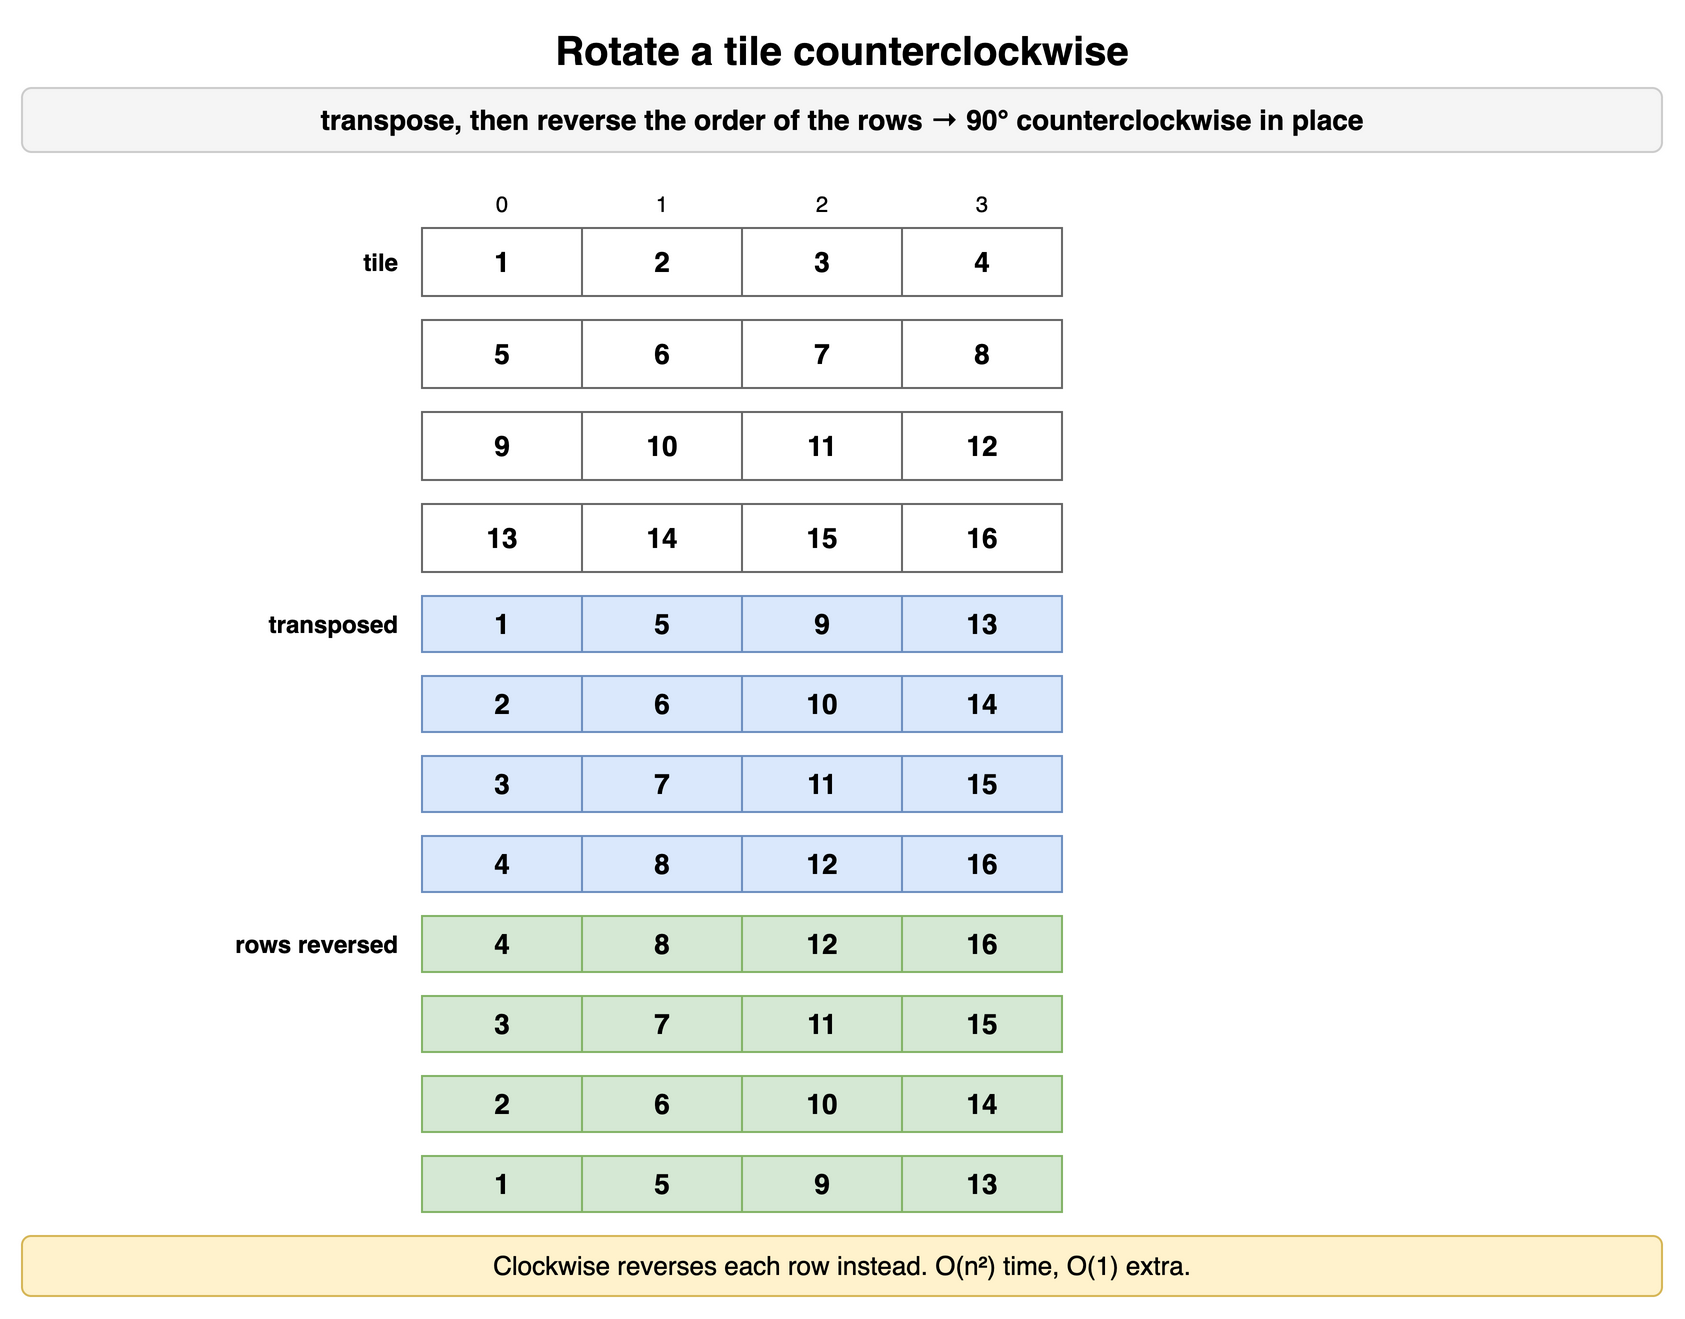 Rotate a tile counterclockwise
transpose, then reverse the order of the rows → 90° counterclockwise in place
0 1 2 3
tile 1 2 3 4
5 6 7 8
9 10 11 12
13 14 15 16
transposed 1 5 9 13
2 6 10 14
3 7 11 15
4 8 12 16
rows reversed 4 8 12 16
3 7 11 15
2 6 10 14
1 5 9 13
Clockwise reverses each row instead. O(n²) time, O(1) extra.